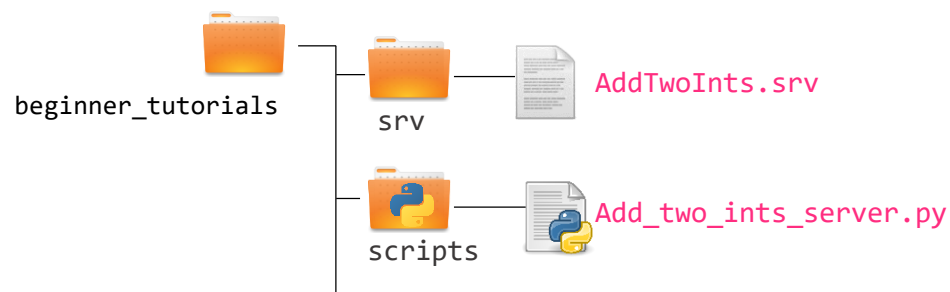 AddTwoInts.srv
beginner_tutorials
srv
Add_two_ints_server.py
scripts